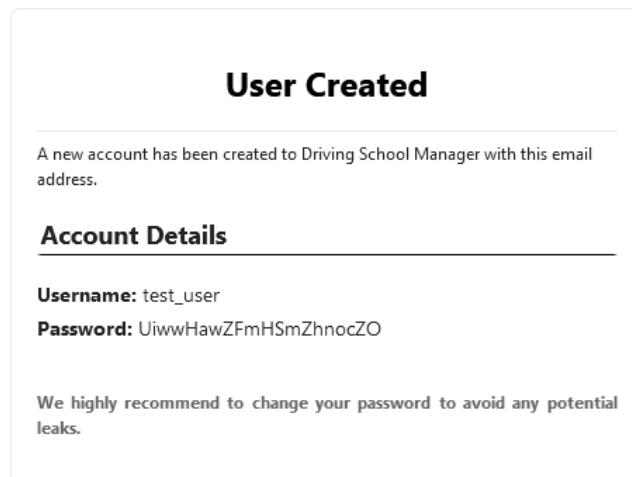 User Created
A new account has been created to Driving School Manager with this email
address.
Account Details
Username: test_user
Password: UiwwHawZFmHSmZhnocZO
We highly recommend to change your password to avoid any potential
leaks.